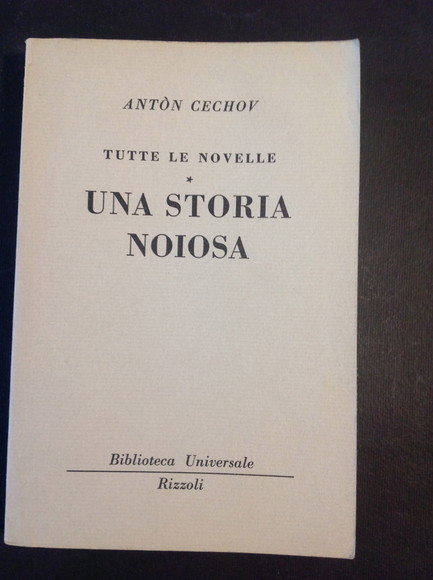 ANTÒN CECHOV
TUTTE LE NOVELLE
*
UNA STORIA
NOIOSA
Biblioteca Universale
Rizzoli